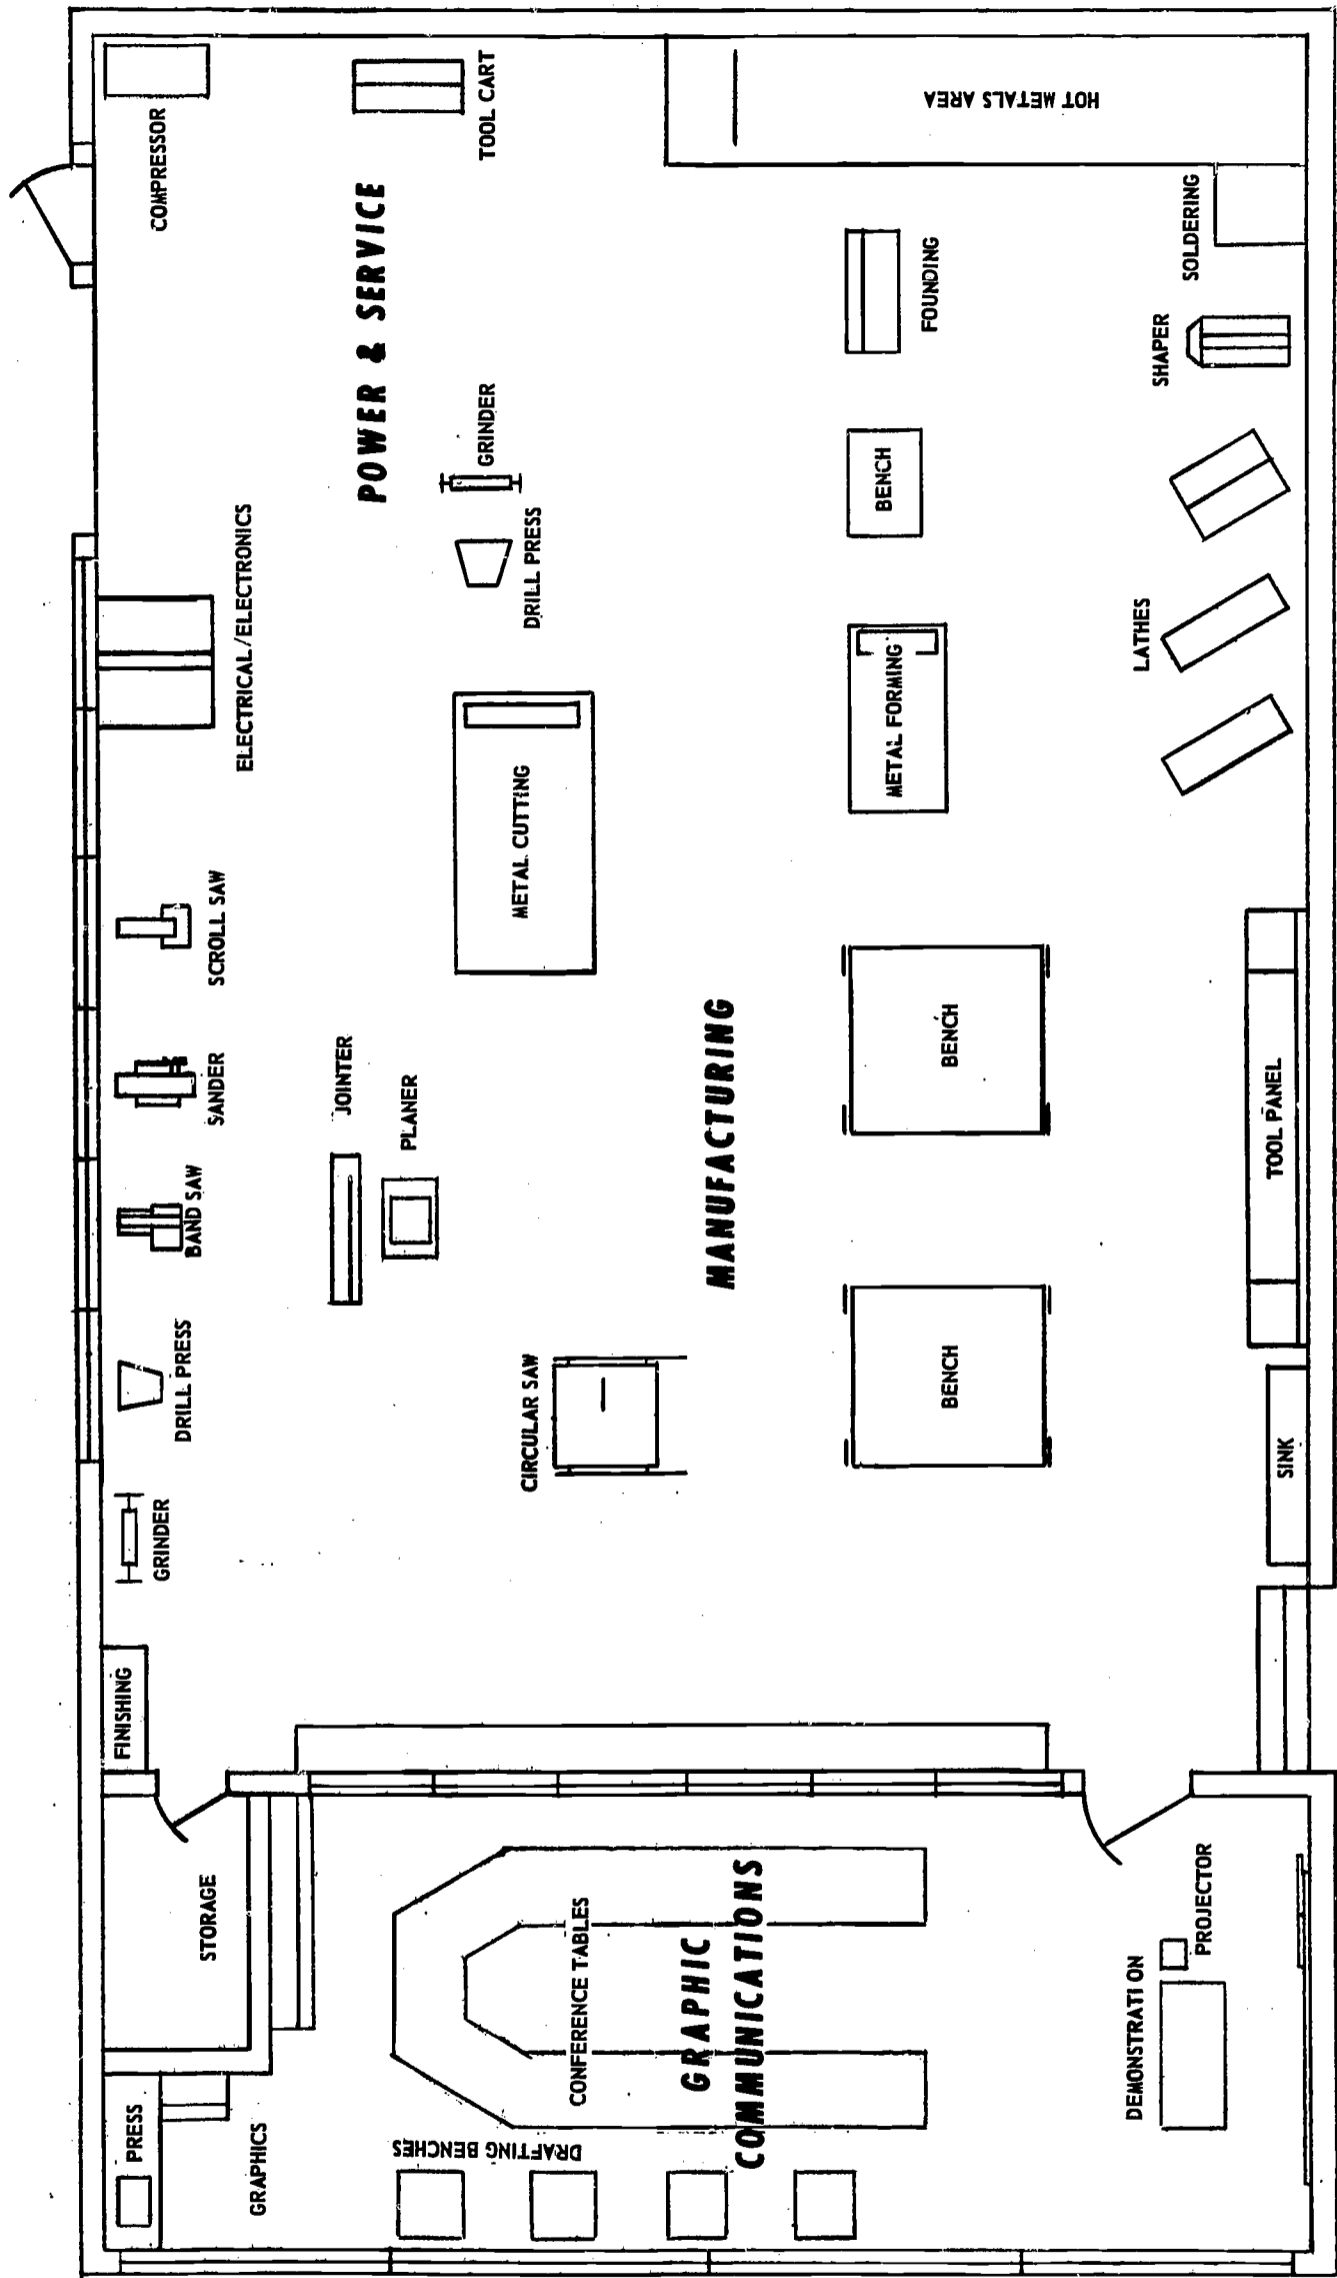 PRESS
GRAPHICS
STORAGE
FINISHING
GRINDER
DRILL PRESS
BAND SAW
SANDER
SCROLL SAW
ELECTRICAL/ELECTRONICS
COMPRESSOR
DRAFTING BENCHES
CONFERENCE TABLES
GRAPHIC
COMMUNICATIONS
JOINTER
PLANER
CIRCULAR SAW
METAL CUTTING
DRILL PRESS
GRINDER
POWER & SERVICE
TOOL CART
MANUFACTURING
BENCH
BENCH
METAL FORMING
BENCH
FOUNDING
HOT METALS AREA
DEMONSTRATION
PROJECTOR
SINK
TOOL PANEL
LATHES
SHAPER
SOLDERING